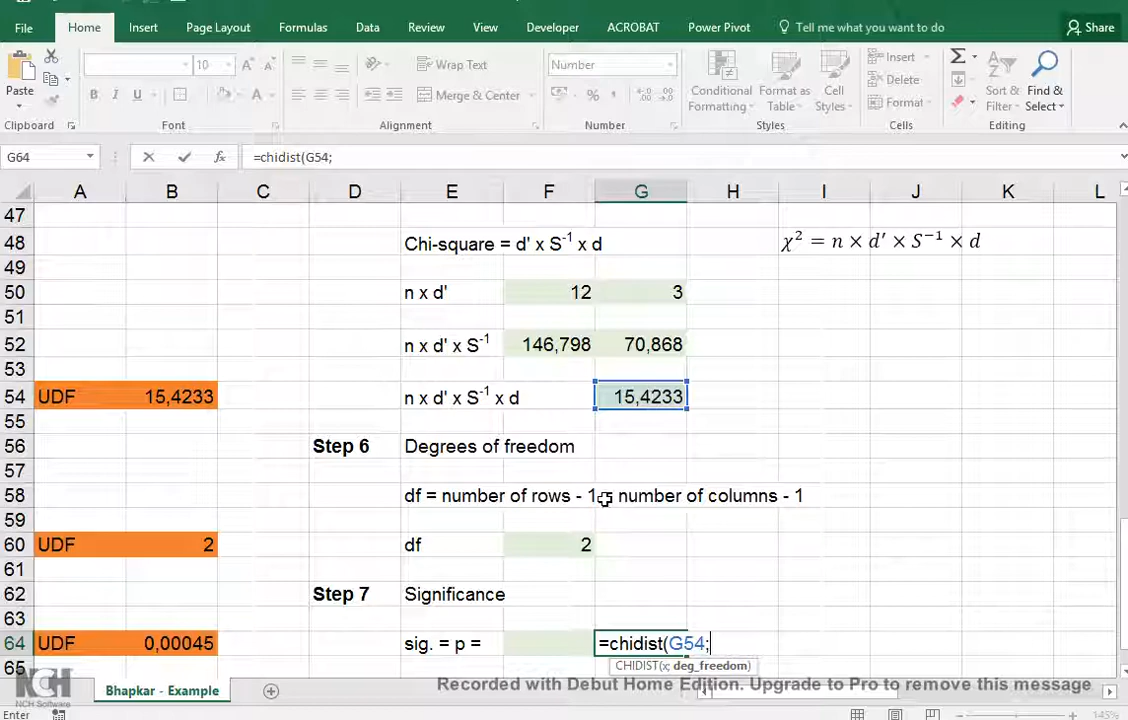 File Home Insert Page Layout Formulas Data Review View Developer ACROBAT Power Pivot Tell me what you want to do Share
10 A A Wrap Text Number Insert
Paste B I U A Merge & Center % Conditional Formatting Format as Table Cell Styles Delete Format Sort & Filter Find & Select
Clipboard Font Alignment Number Styles Cells Editing
G64 fx =chidist(G54;
A B C D E F G H I J K L
47
48 Chi-square = d' x S⁻¹ x d χ² = n × d′ × S⁻¹ × d
49
50 n x d' 12 3
51
52 n x d' x S⁻¹ 146,798 70,868
53
54 UDF 15,4233 n x d' x S⁻¹ x d 15,4233
55
56 Step 6 Degrees of freedom
57
58 df = number of rows - 1 = number of columns - 1
59
60 UDF 2 df 2
61
62 Step 7 Significance
63
64 UDF 0,00045 sig. = p = =chidist(G54;
65 CHIDIST(x; deg_freedom)
NCH Recorded with Debut Home Edition. Upgrade to Pro to remove this message
Bhapkar - Example
Enter 145%